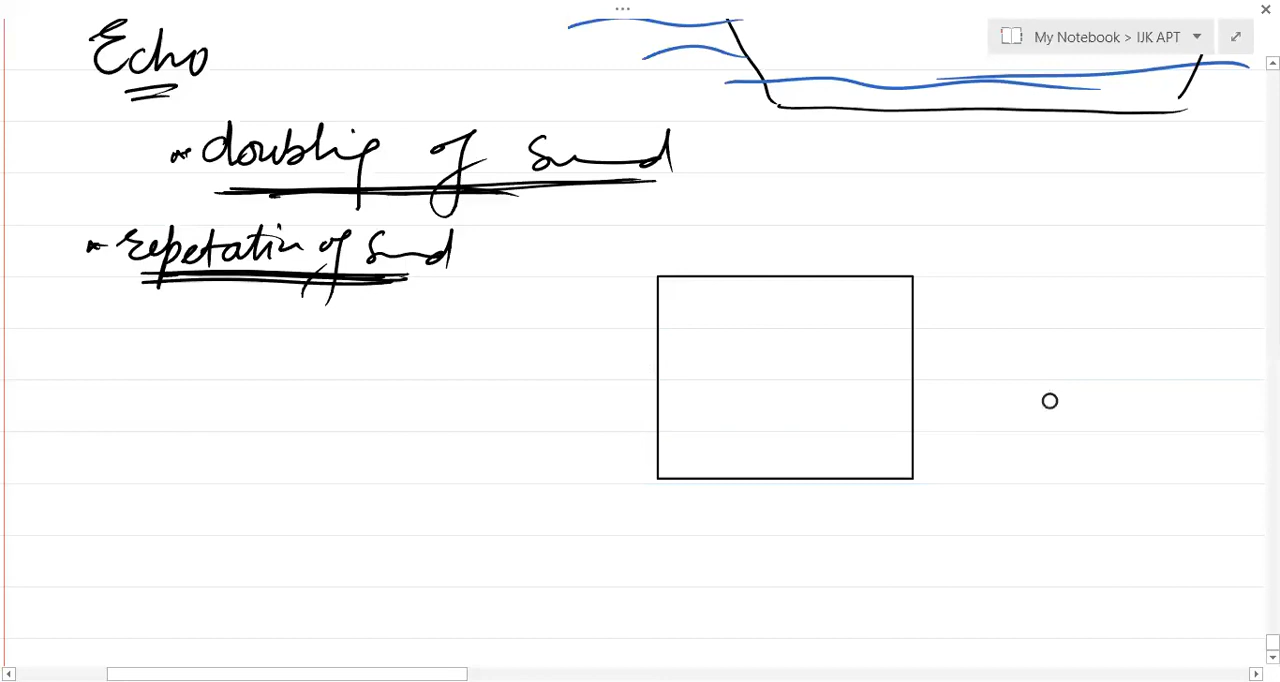 My Notebook > IJK APT
Echo
doubling of Sound
repetation of Sound